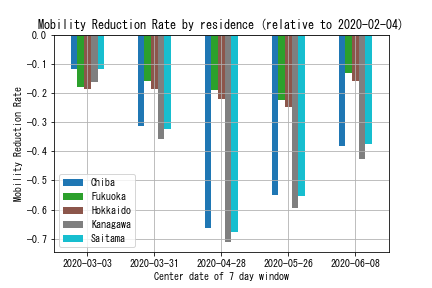 Mobility Reduction Rate by residence (relative to 2020-02-04)
0.0
−0.1
−0.2
−0.3
−0.4
−0.5
−0.6
−0.7
Mobility Reduction Rate
Chiba
Fukuoka
Hokkaido
Kanagawa
Saitama
2020-03-03 2020-03-31 2020-04-28 2020-05-26 2020-06-08
Center date of 7 day window